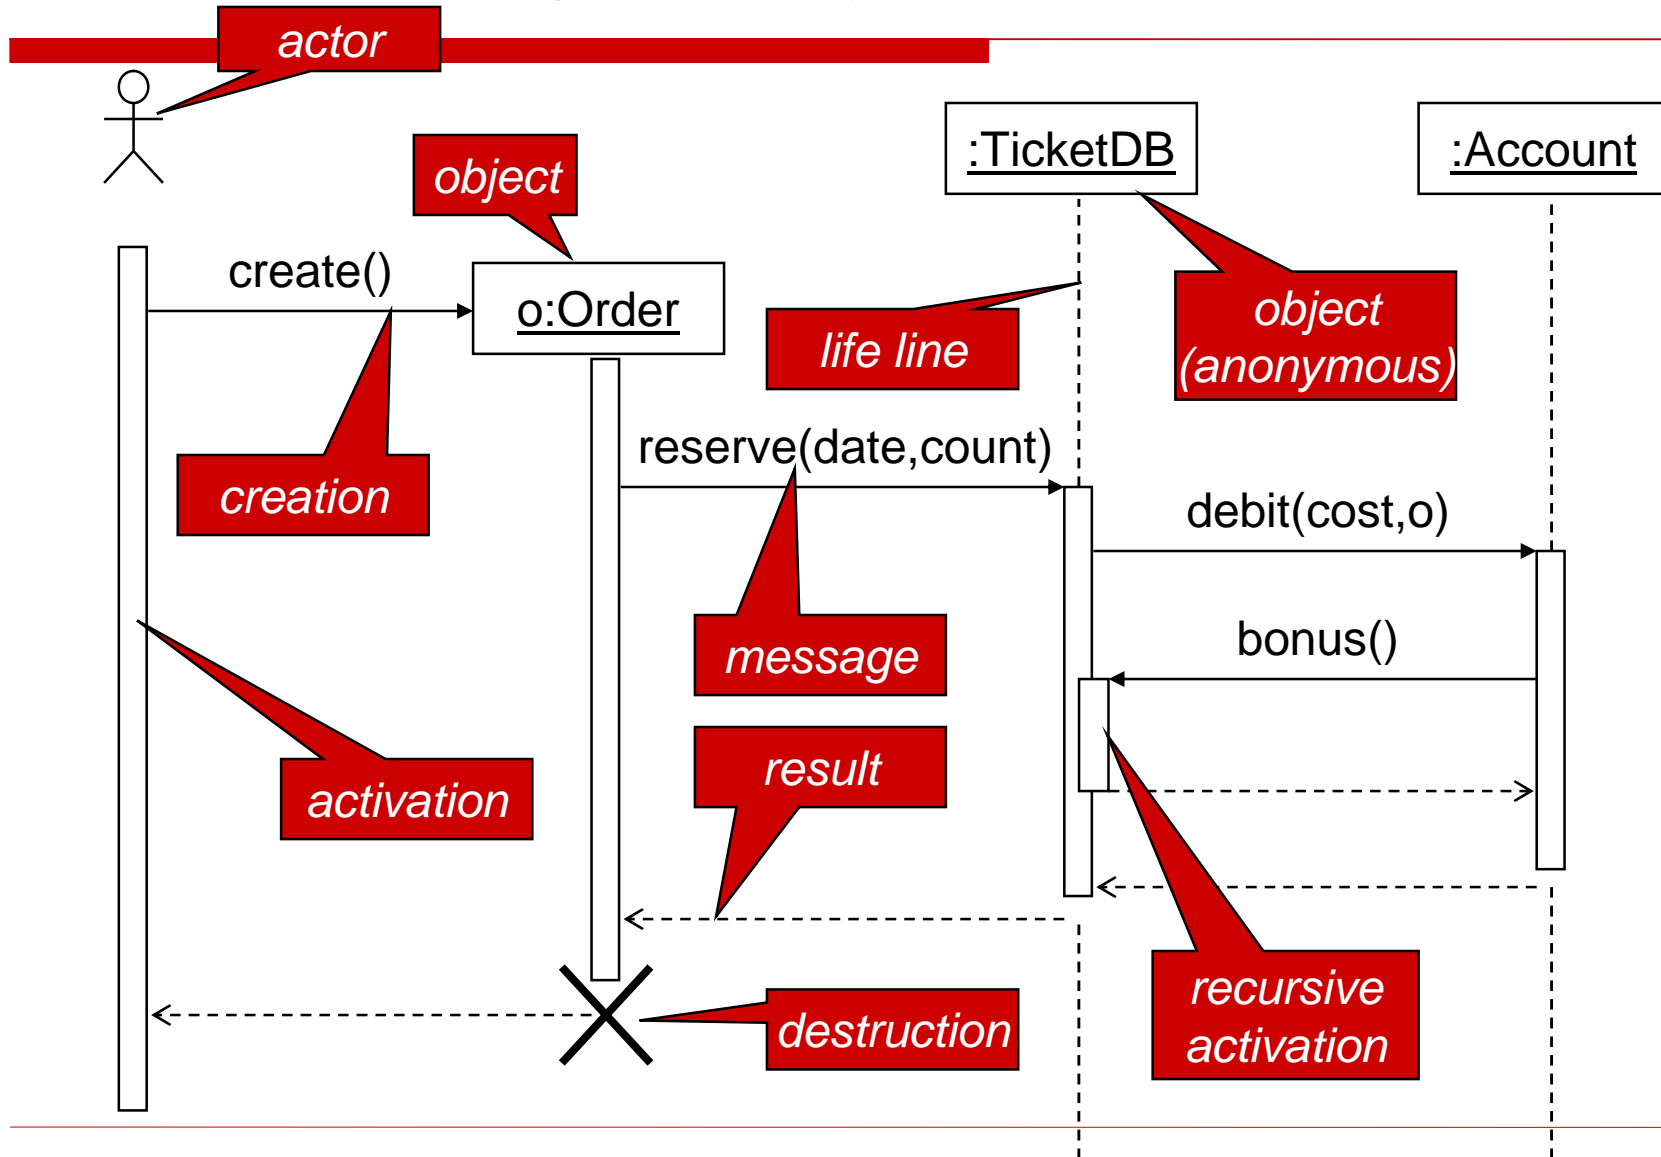 actor
:TicketDB
:Account
object
create()
o:Order
life line
object
(anonymous)
reserve(date,count)
creation
debit(cost,o)
message
bonus()
result
activation
recursive
activation
destruction